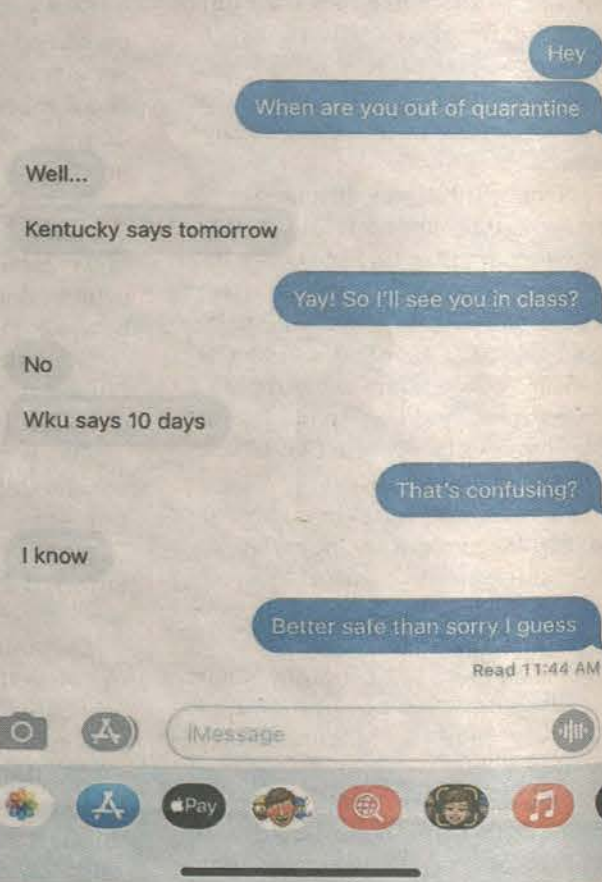 Hey
When are you out of quarantine
Well...
Kentucky says tomorrow
Yay! So I'll see you in class?
No
Wku says 10 days
That's confusing?
I know
Better safe than sorry I guess
Read 11:44 AM
iMessage
Pay